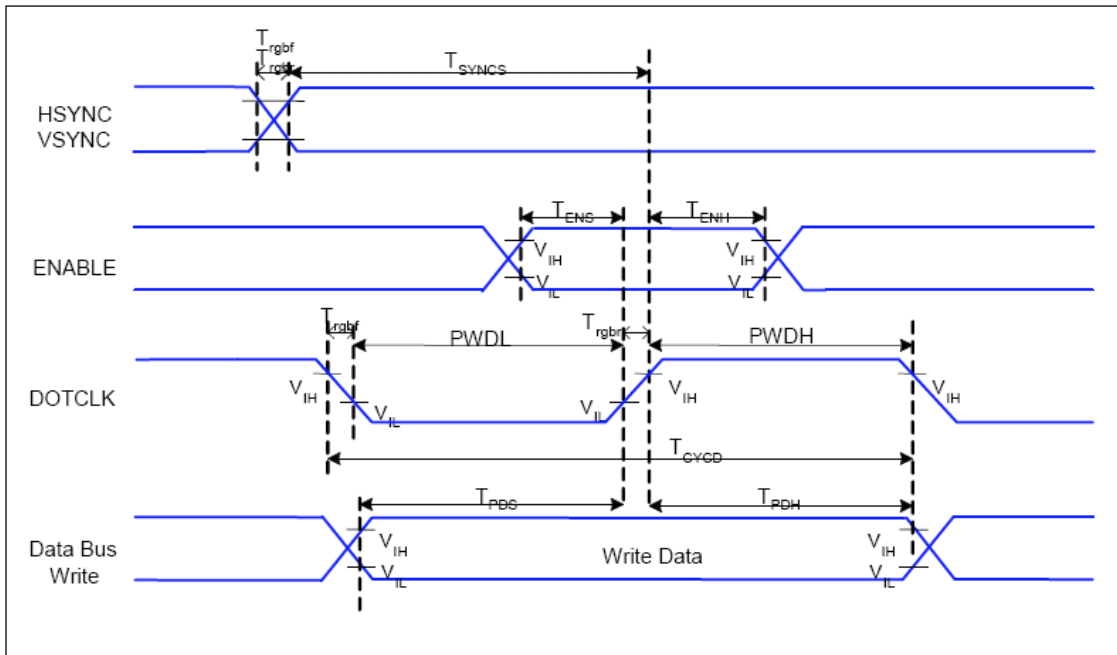 Trgbf
Trgbr
TSYNCS
HSYNC
VSYNC
TENS
TENH
VIH
VIH
ENABLE
VIL
VIL
Trgbf
Trgbr
PWDL
PWDH
DOTCLK
VIH
VIL
VIL
VIH
VIH
TCYCD
TPDS
TPDH
Data Bus
Write
VIH
Write Data
VIH
VIL
VIL